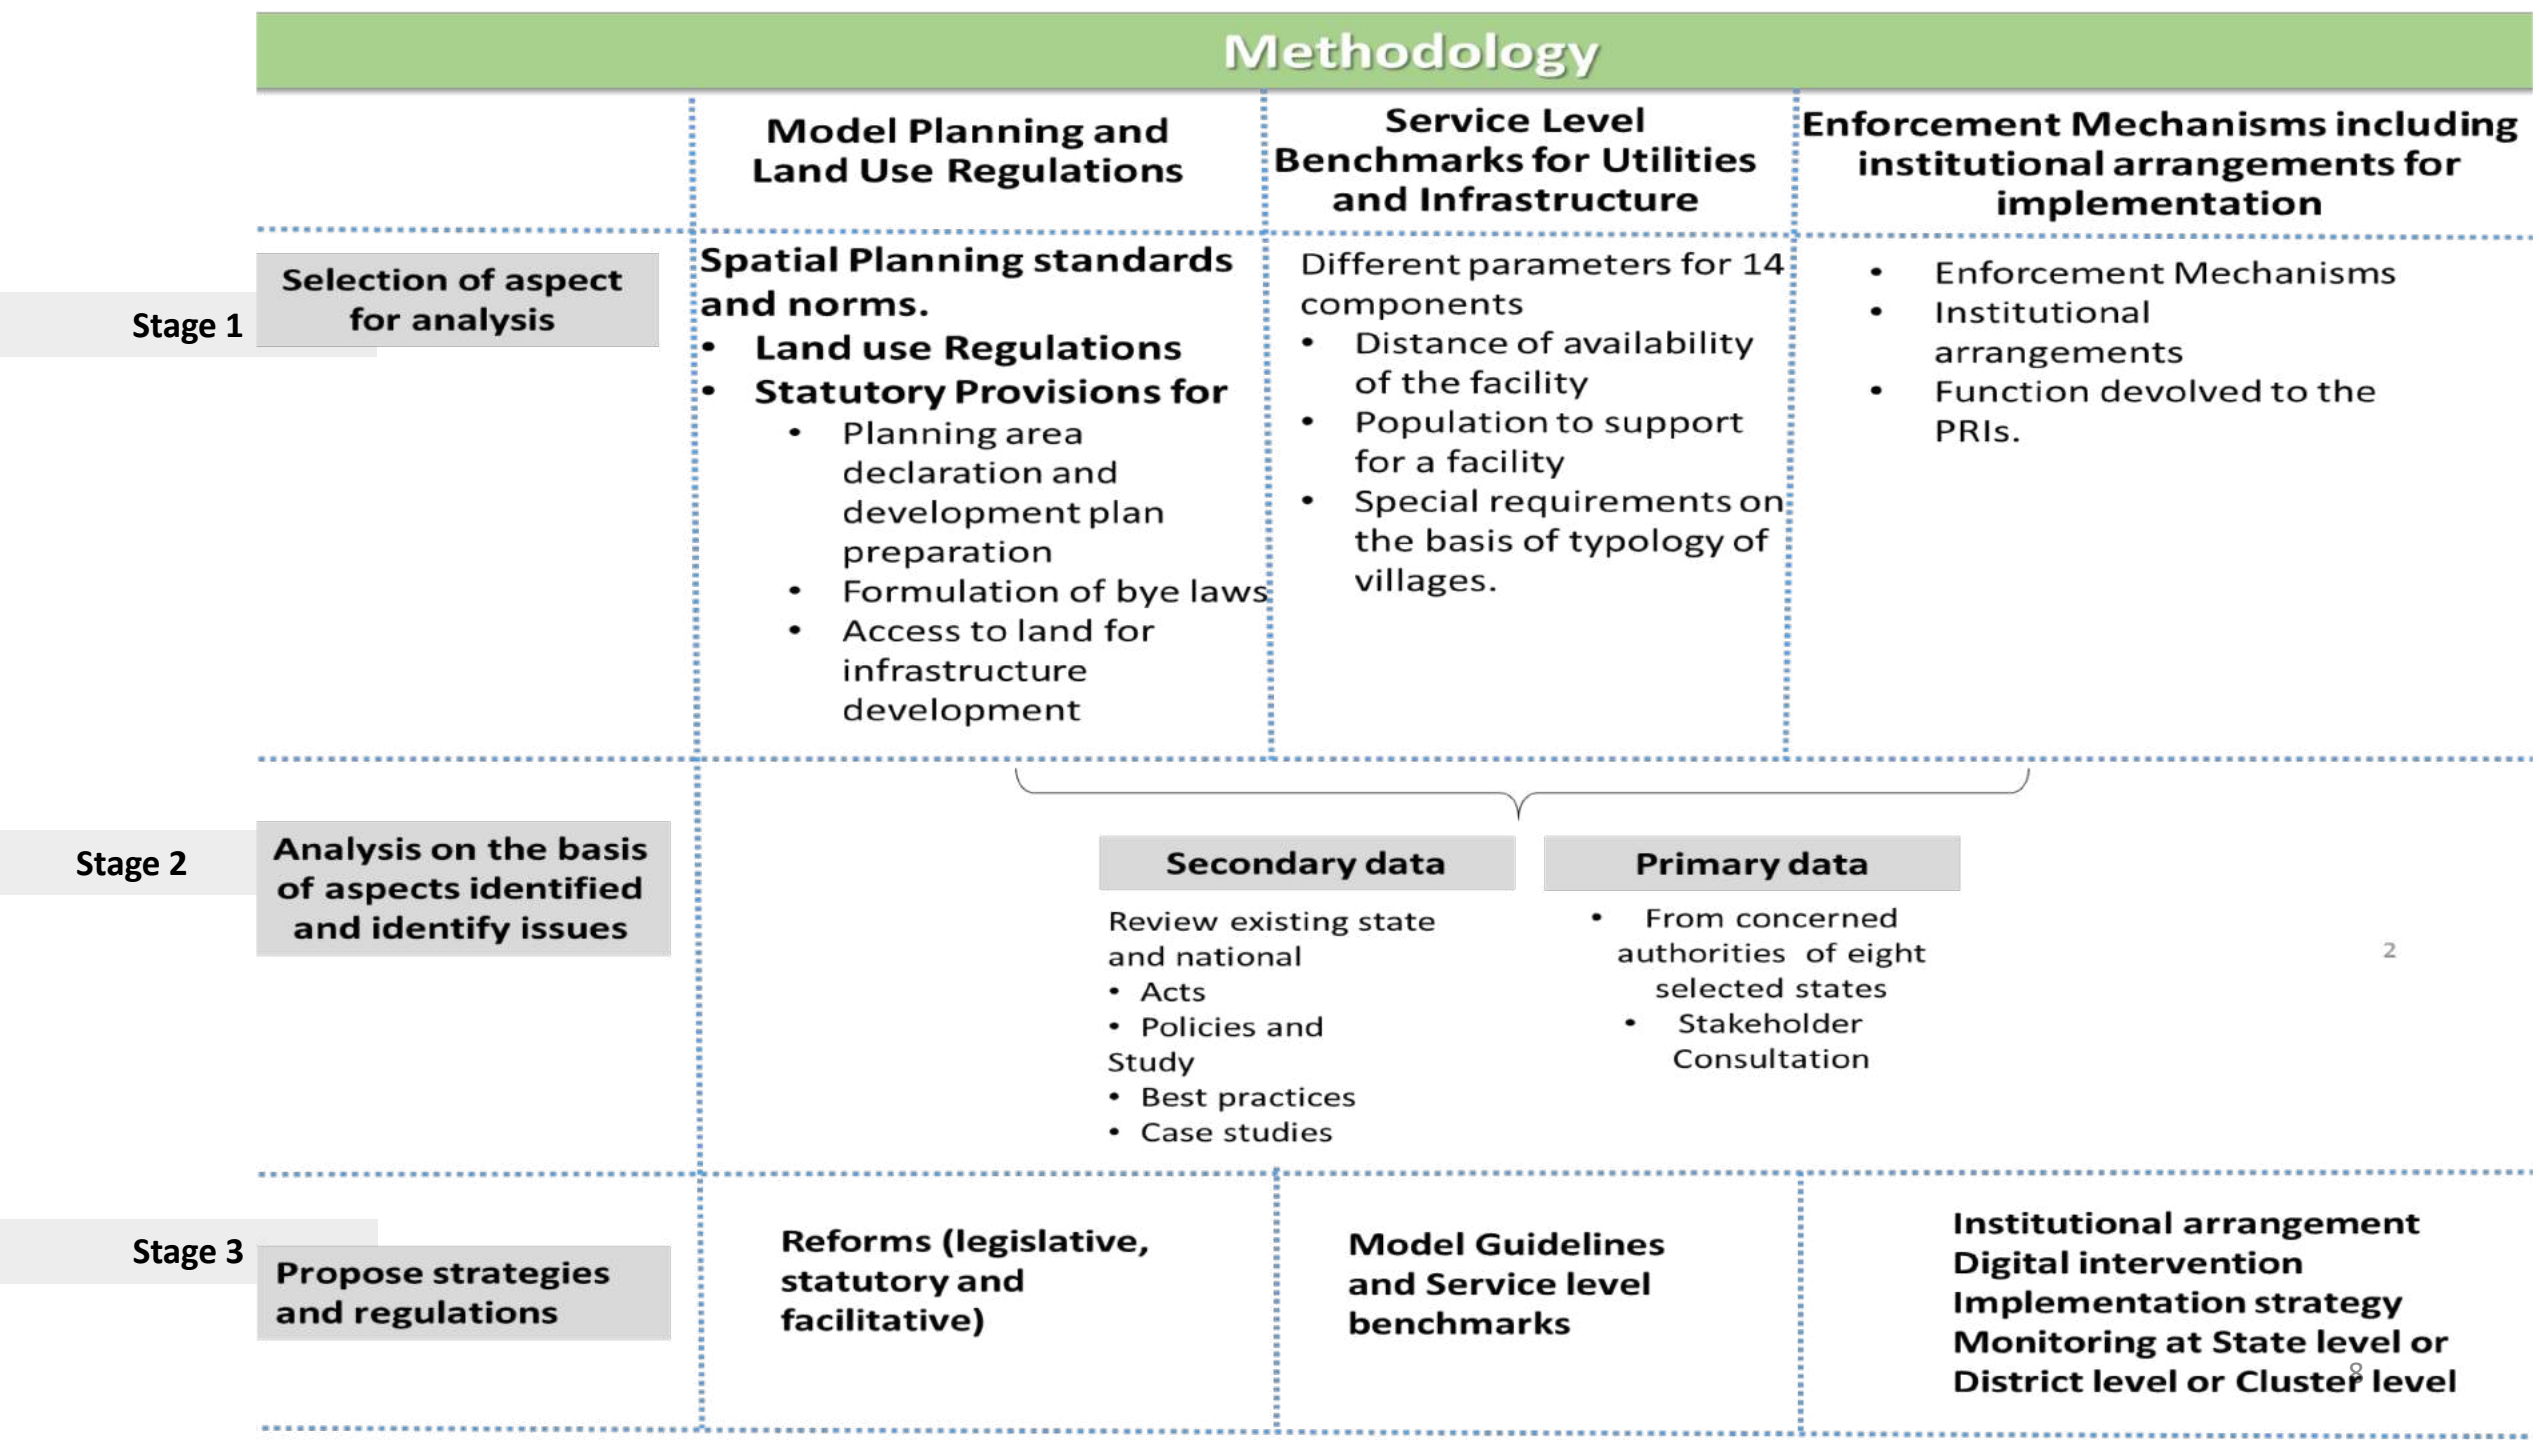 Methodology
Model Planning and
Land Use Regulations
Service Level
Benchmarks for Utilities
and Infrastructure
Enforcement Mechanisms including
institutional arrangements for
implementation
Stage 1
Selection of aspect
for analysis
Spatial Planning standards
and norms.
• Land use Regulations
• Statutory Provisions for
• Planning area
declaration and
development plan
preparation
• Formulation of bye laws
• Access to land for
infrastructure
development
Different parameters for 14
components
• Distance of availability
of the facility
• Population to support
for a facility
• Special requirements on
the basis of typology of
villages.
• Enforcement Mechanisms
• Institutional
arrangements
• Function devolved to the
PRIs.
Stage 2
Analysis on the basis
of aspects identified
and identify issues
Secondary data
Review existing state
and national
• Acts
• Policies and
Study
• Best practices
• Case studies
Primary data
• From concerned
authorities of eight
selected states
• Stakeholder
Consultation
2
Stage 3
Propose strategies
and regulations
Reforms (legislative,
statutory and
facilitative)
Model Guidelines
and Service level
benchmarks
Institutional arrangement
Digital intervention
Implementation strategy
Monitoring at State level or
District level or Cluster level
8